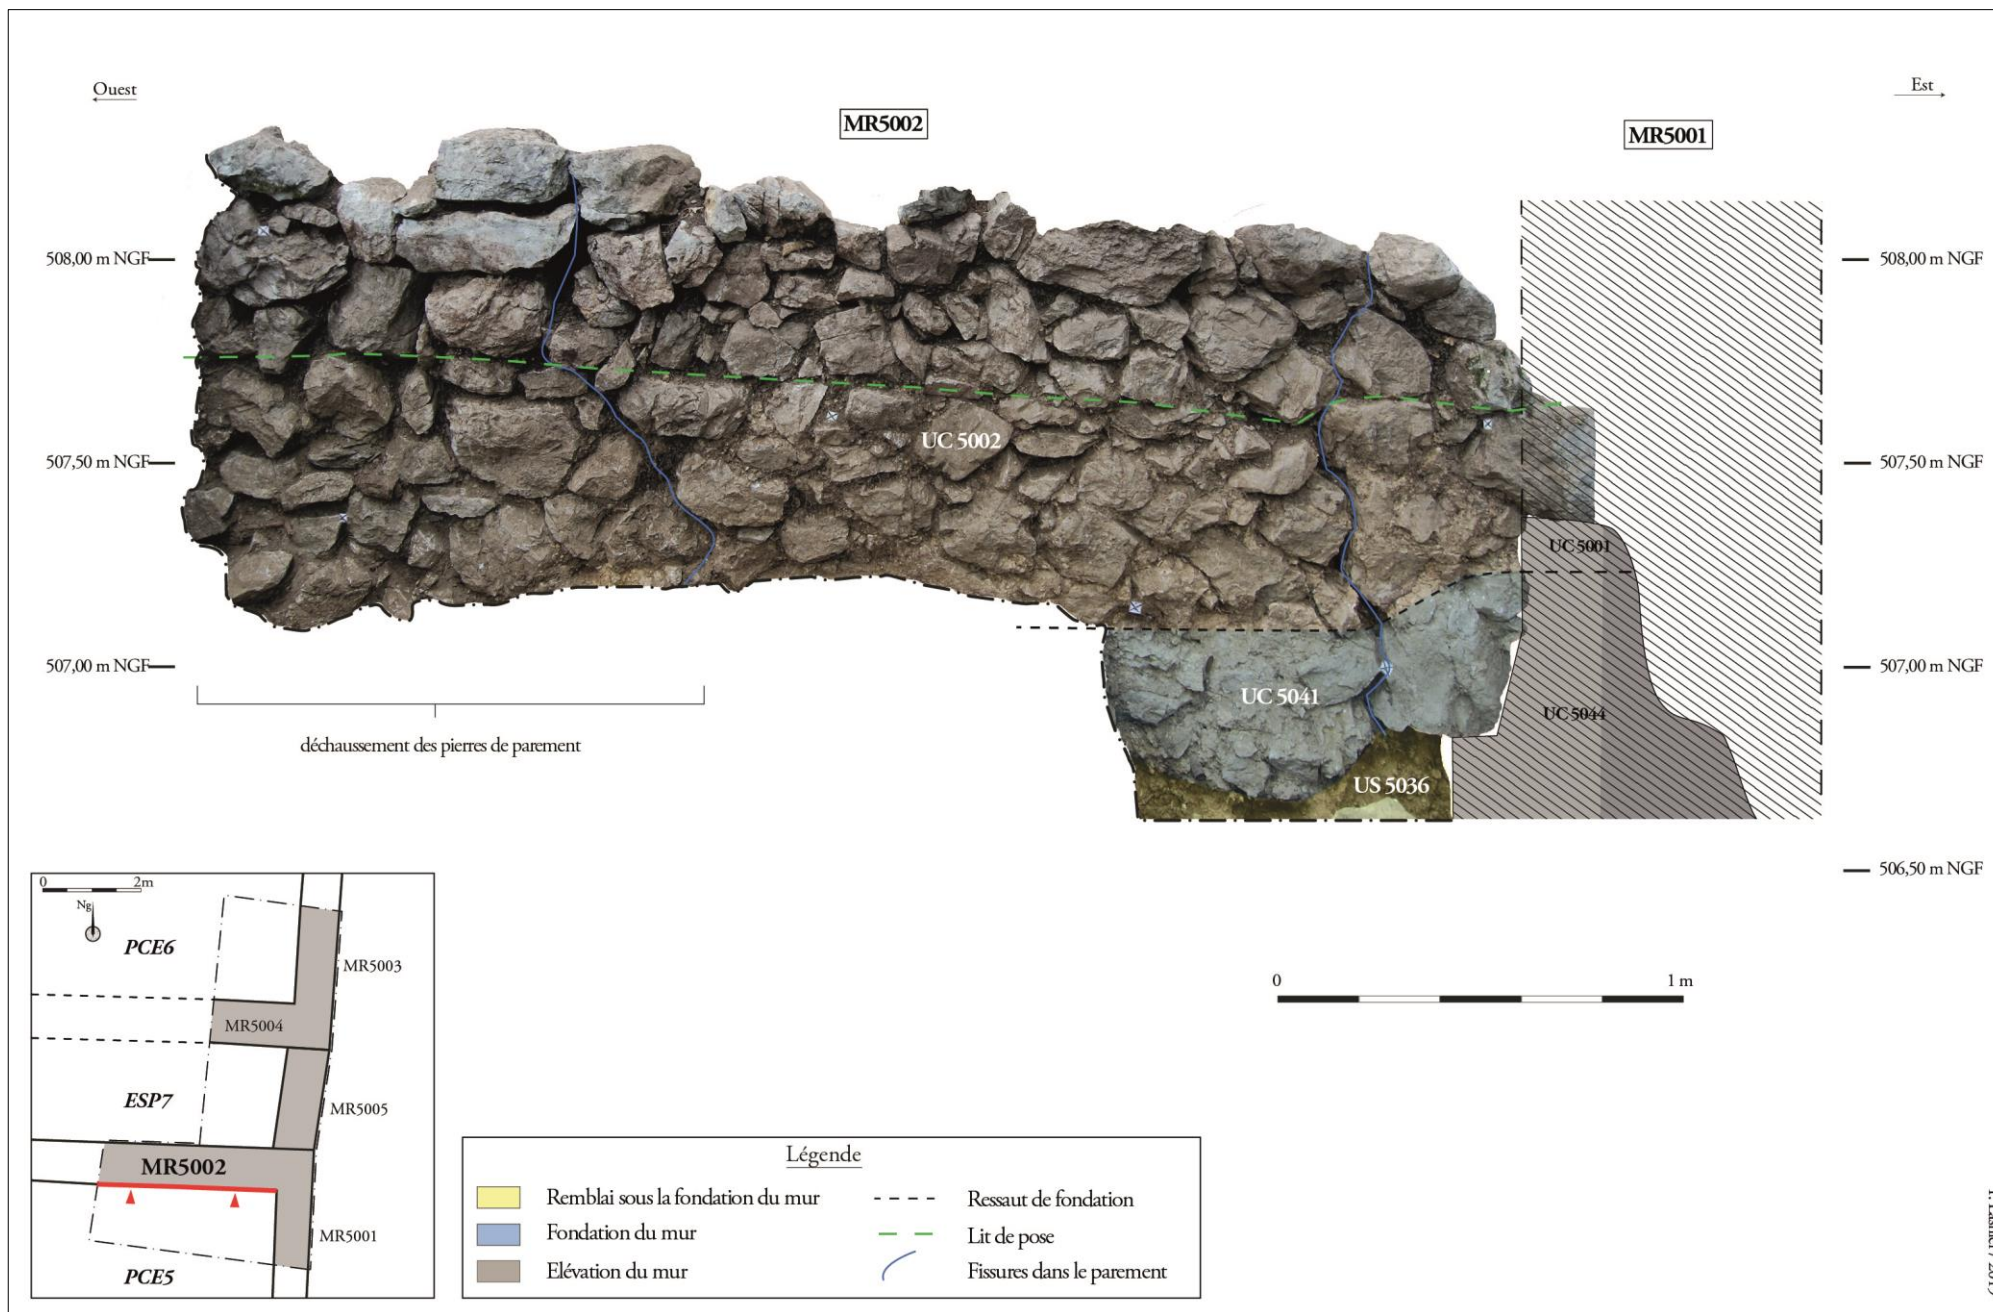 Ouest
Est
MR5002
MR5001
508,00 m NGF
508,00 m NGF
UC 5002
507,50 m NGF
507,50 m NGF
UC 5001
507,00 m NGF
507,00 m NGF
UC 5041
UC 5044
déchaussement des pierres de parement
US 5036
506,50 m NGF
0 2m
Ng
PCE6
MR5003
MR5004
ESP7
MR5005
MR5002
MR5001
PCE5
0 1 m
Légende
Remblai sous la fondation du mur
Fondation du mur
Elévation du mur
Ressaut de fondation
Lit de pose
Fissures dans le parement